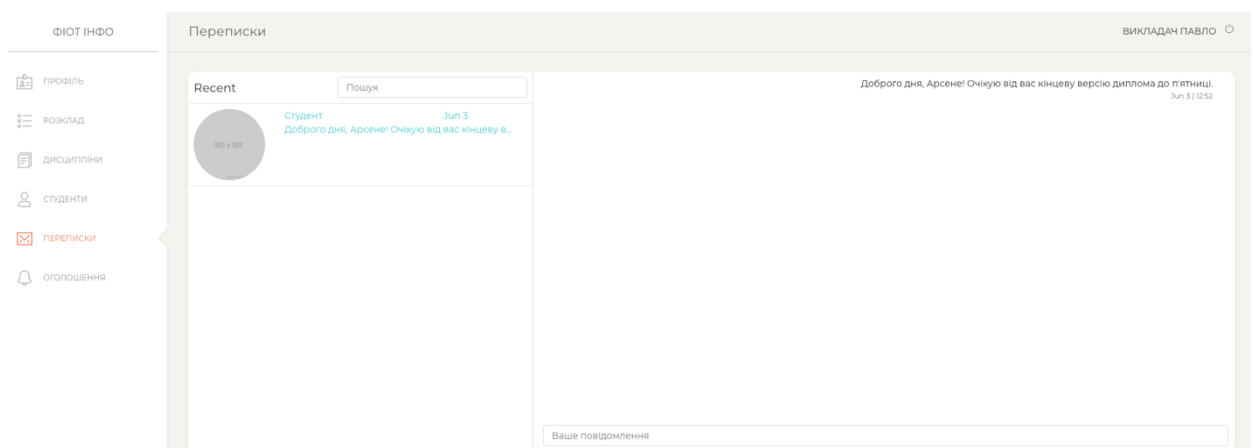 ФІОТ ІНФО
ПРОФІЛЬ
РОЗКЛАД
ДИСЦИПЛІНИ
СТУДЕНТИ
ПЕРЕПИСКИ
ОГОЛОШЕННЯ
Переписки
ВИКЛАДАЧ ПАВЛО
Recent
Пошук
300 x 300
Студент Jun 3
Доброго дня, Арсене! Очікую від вас кінцеву в...
Доброго дня, Арсене! Очікую від вас кінцеву версію диплома до п'ятниці.
Jun 3 | 12:52
Ваше повідомлення